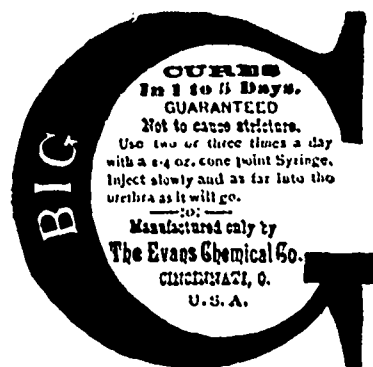 BIG
G
CURES
In 1 to 5 Days.
GUARANTEED
Not to cause stricture.
Use two or three times a day
with a 1-4 oz. cone point Syringe.
Inject slowly and as far into the
urethra as it will go.
Manufactured only by
The Evans Chemical Co.
CINCINNATI, O.
U.S.A.